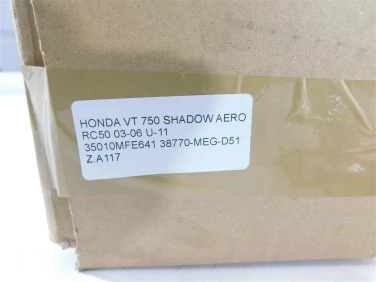 HONDA VT 750 SHADOW AERO
RC50 03-06 U-11
35010MFE641 38770-MEG-D51
Z.A117